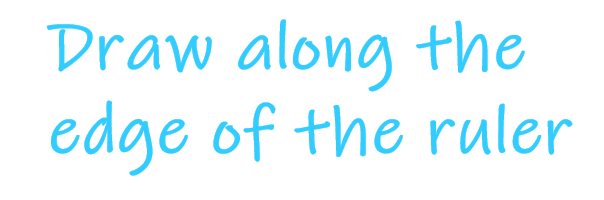 Draw along the
edge of the ruler